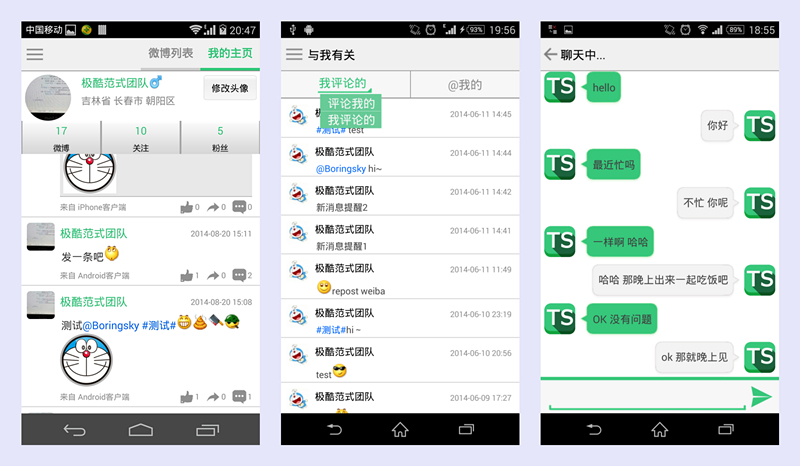 中国移动
20:47
微博列表
我的主页
极酷范式团队
吉林省 长春市 朝阳区
修改头像
17
10
5
微博
关注
粉丝
来自 iPhone客户端
0
0
0
极酷范式团队
2014-08-20 15:11
发一条吧
来自 Android客户端
1
0
2
极酷范式团队
2014-08-20 15:08
测试@Boringsky #测试#
来自 Android客户端
1
0
1
93%
19:56
与我有关
我评论的
@我的
评论我的
我评论的
2014-06-11 14:45
#测试# test
极酷范式团队
2014-06-11 14:44
@Boringsky hi~
极酷范式团队
2014-06-11 14:42
新消息提醒2
极酷范式团队
2014-06-11 14:41
新消息提醒1
极酷范式团队
2014-06-11 11:49
repost weiba
极酷范式团队
2014-06-10 23:19
#测试#hi ~
极酷范式团队
2014-06-10 20:56
test
极酷范式团队
2014-06-09 17:27
89%
18:55
聊天中...
TS
hello
你好
TS
TS
最近忙吗
不忙 你呢
TS
TS
一样啊 哈哈
哈哈 那晚上出来一起吃饭吧
TS
TS
OK 没有问题
ok 那就晚上见
TS